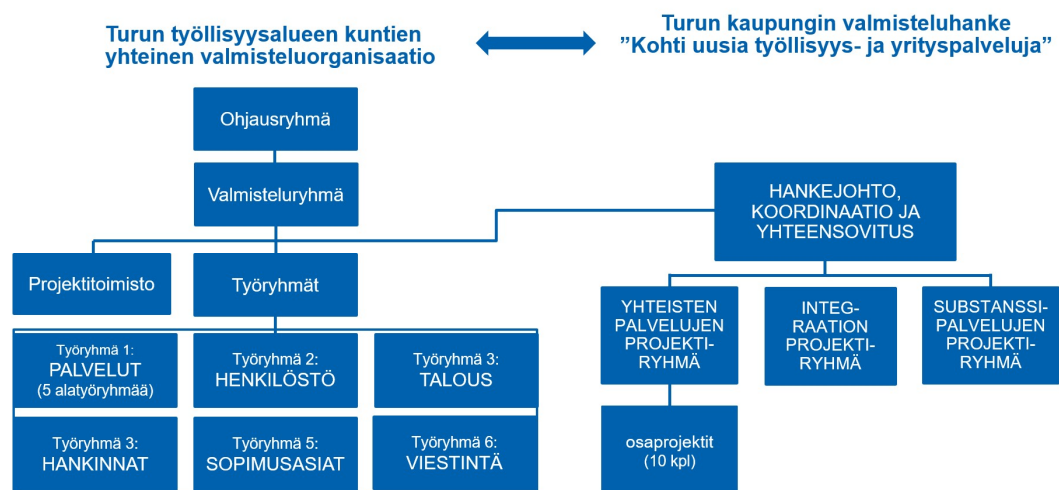 Turun työllisyysalueen kuntien
yhteinen valmisteluorganisaatio
Turun kaupungin valmisteluhanke
”Kohti uusia työllisyys- ja yrityspalveluja”
Ohjausryhmä
Valmisteluryhmä
HANKEJOHTO,
KOORDINAATIO JA
YHTEENSOVITUS
Projektitoimisto
Työryhmät
YHTEISTEN
PALVELUJEN
PROJEKTI-
RYHMÄ
INTEG-
RAATION
PROJEKTI-
RYHMÄ
SUBSTANSSI-
PALVELUJEN
PROJEKTI-
RYHMÄ
Työryhmä 1:
PALVELUT
(5 alatyöryhmää)
Työryhmä 2:
HENKILÖSTÖ
Työryhmä 3:
TALOUS
Työryhmä 3:
HANKINNAT
Työryhmä 5:
SOPIMUSASIAT
Työryhmä 6:
VIESTINTÄ
osaprojektit
(10 kpl)